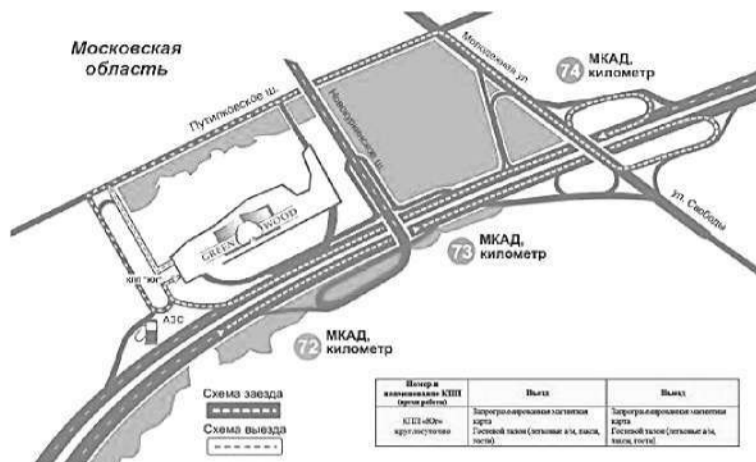 Московская
область
Путилковское ш.
Новокуркинское ш.
Молодежная ул.
74
МКАД,
километр
ул. Свободы
GREEN WOOD
73
МКАД,
километр
КПП "ЮГ"
АЗС
72
МКАД,
километр
Схема заезда
Схема выезда
Номер и
наименование КПП
(время работы)
Въезд
Выезд
КПП «Юг»
круглосуточно
Запрограммированная магнитная
карта
Гостевой талон (легковые а/м, такси,
гости)
Запрограммированная магнитная
карта
Гостевой талон (легковые а/м,
такси, гости)